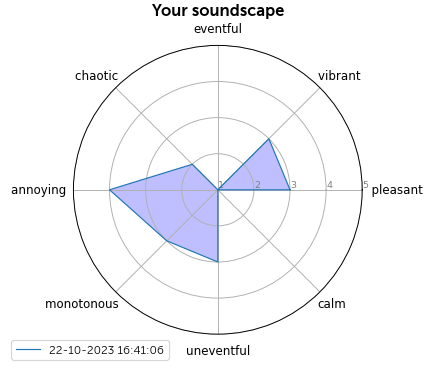 Your soundscape
eventful
chaotic
vibrant
annoying
1 2 3 4 5
pleasant
monotonous
calm
22-10-2023 16:41:06
uneventful